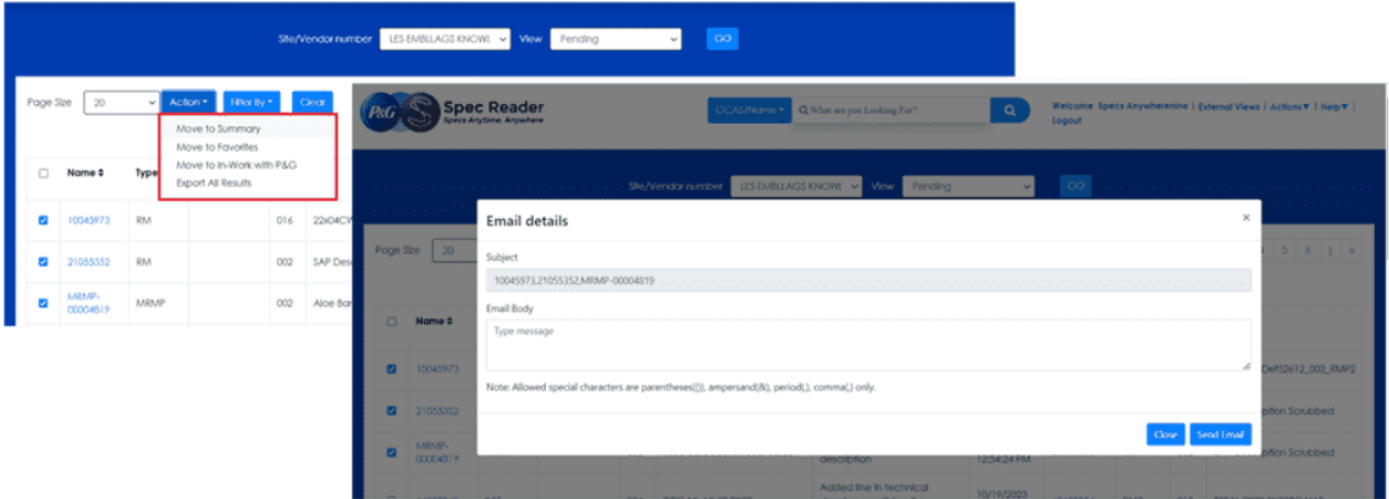 Site/Vendor number LES EMBLLAGS KNOWL View Pending GO
Page Size 20 Action Filter By Clear
Move to Summary
Move to Favorites
Move to In-Work with P&G
Export All Results
Name Type
10045973 RM 016 22x04CW
21055352 RM 002 SAP Desc
MRMP-
00004819 MRMP 002 Aloe Bar
P&G S Spec Reader
Specs Anytime, Anywhere
GCAS/Name What are you Looking For?
Welcome Specs Anywherenine | External Views | Actions▼ | Help▼ |
Logout
Site/Vendor number LES EMBLLAGS KNOWL View Pending GO
Page Size 20 5 6 › »
Email details ×
Subject
10045973,21055352,MRMP-00004819
Email Body
Type message
Note: Allowed special characters are parentheses(()), ampersand(&), period(.), comma(,) only.
Close Send Email
Name
10045973
21055352 ption Scrubbed
MRMP-
00004819 description 12:54:24 PM ption Scrubbed
Added line in technical
10/19/2023